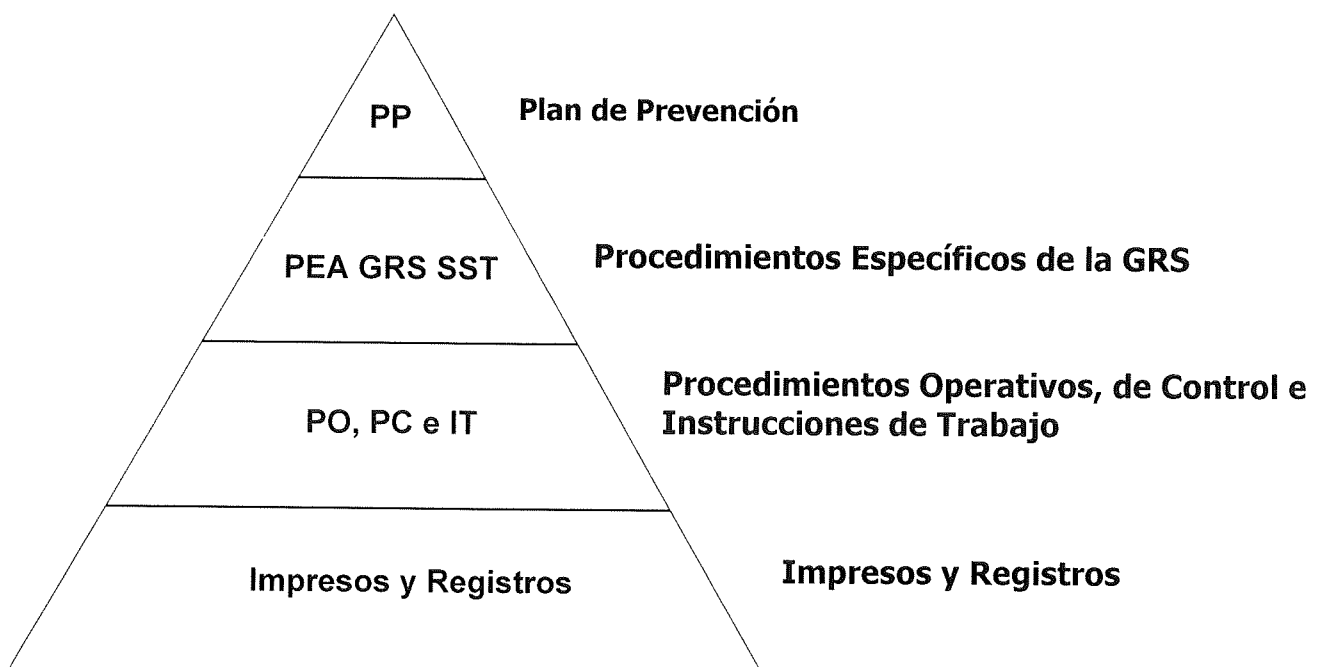 PP
Plan de Prevención
PEA GRS SST
Procedimientos Específicos de la GRS
PO, PC e IT
Procedimientos Operativos, de Control e
Instrucciones de Trabajo
Impresos y Registros
Impresos y Registros